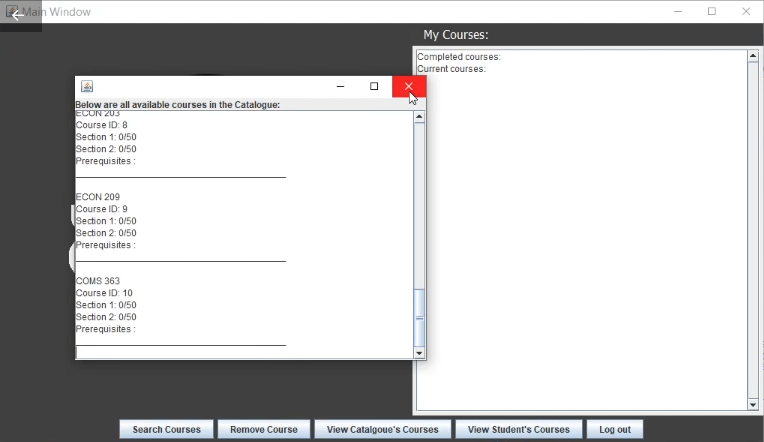 Main Window
My Courses:
Completed courses:
Current courses:
Below are all available courses in the Catalogue:
ECON 203
Course ID: 8
Section 1: 0/50
Section 2: 0/50
Prerequisites :
ECON 209
Course ID: 9
Section 1: 0/50
Section 2: 0/50
Prerequisites :
COMS 363
Course ID: 10
Section 1: 0/50
Section 2: 0/50
Prerequisites :
Search Courses
Remove Course
View Catalgoue's Courses
View Student's Courses
Log out